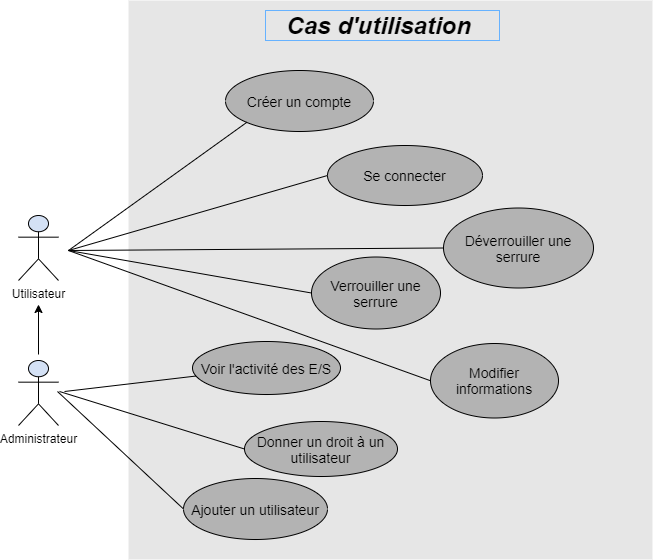 Cas d'utilisation
Créer un compte
Se connecter
Déverrouiller une
serrure
Verrouiller une
serrure
Utilisateur
Modifier
informations
Voir l'activité des E/S
Administrateur
Donner un droit à un
utilisateur
Ajouter un utilisateur